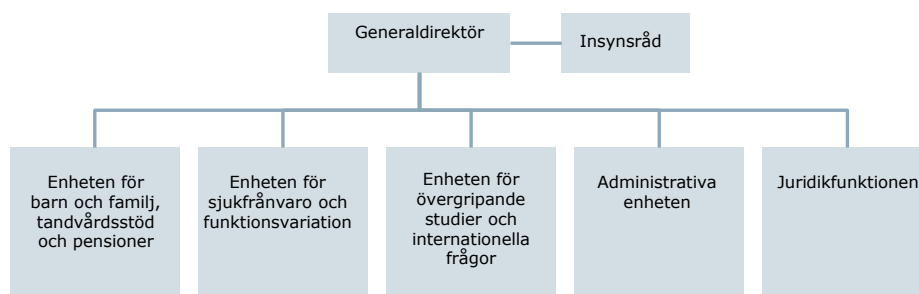 Generaldirektör
Insynsråd
Enheten för
barn och familj,
tandvårdsstöd
och pensioner
Enheten för
sjukfrånvaro och
funktionsvariation
Enheten för
övergripande
studier och
internationella
frågor
Administrativa
enheten
Juridikfunktionen